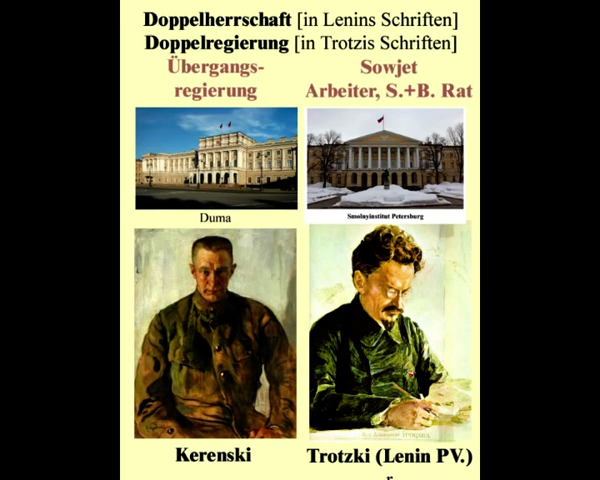 Doppelherrschaft [in Lenins Schriften]
Doppelregierung [in Trotzis Schriften]
Übergangs-
regierung
Sowjet
Arbeiter, S.+B. Rat
Duma
Smolnyinstitut Petersburg
Kerenski
Trotzki (Lenin PV.)